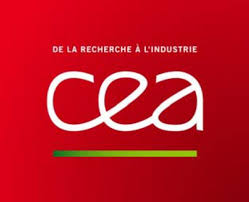 DE LA RECHERCHE À L'INDUSTRIE
cea